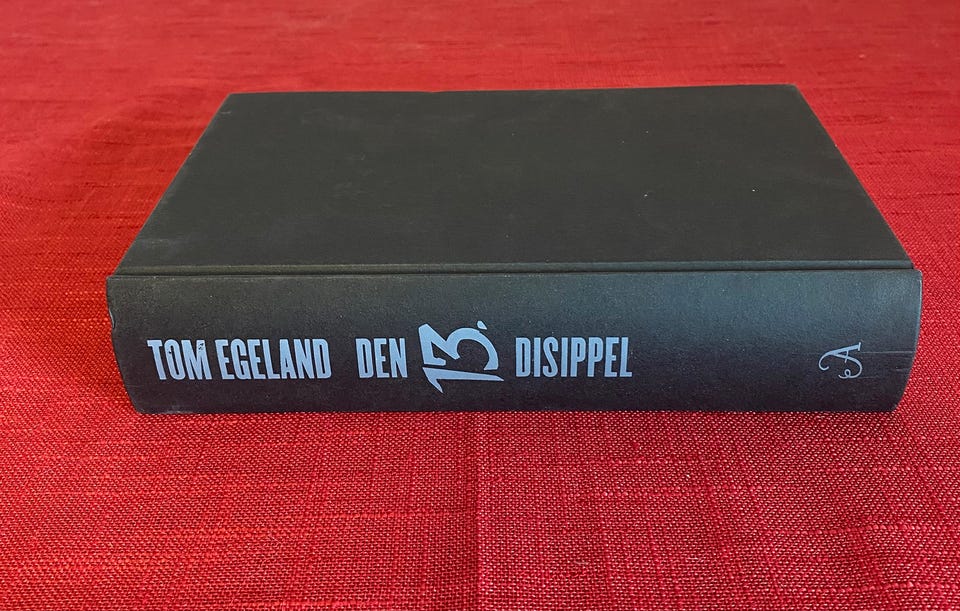 TOM EGELAND DEN 13. DISIPPEL A